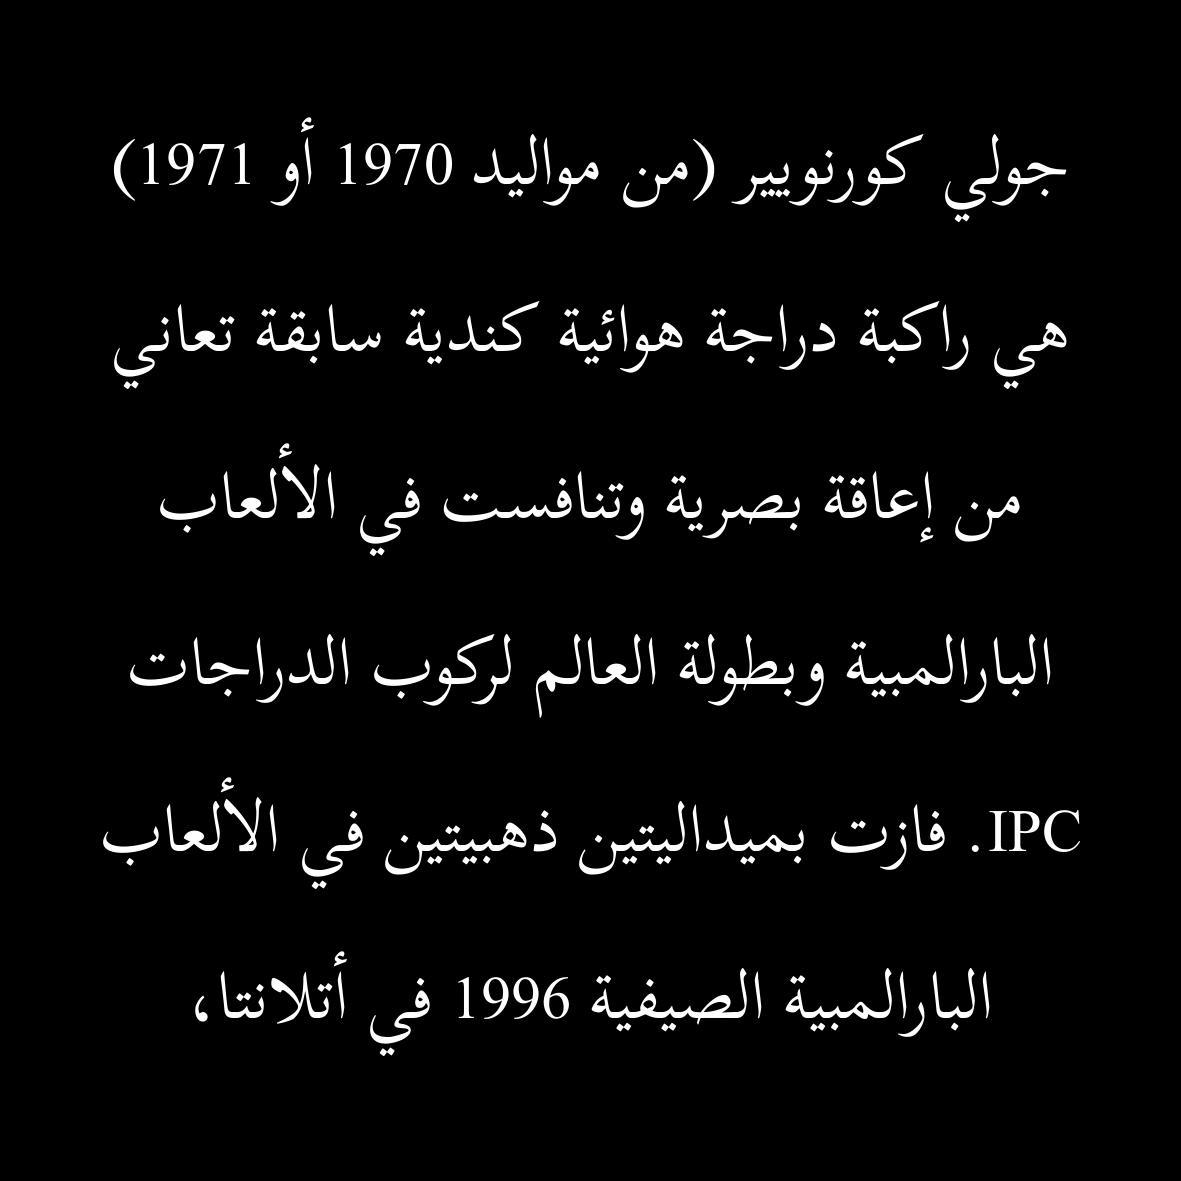 جولي كورنويير (من مواليد 1970 أو 1971)
هي راكبة دراجة هوائية كندية سابقة تعاني
من إعاقة بصرية وتنافست في الألعاب
البارالمبية وبطولة العالم لركوب الدراجات
IPC. فازت بميداليتين ذهبيتين في الألعاب
البارالمبية الصيفية 1996 في أتلانتا،